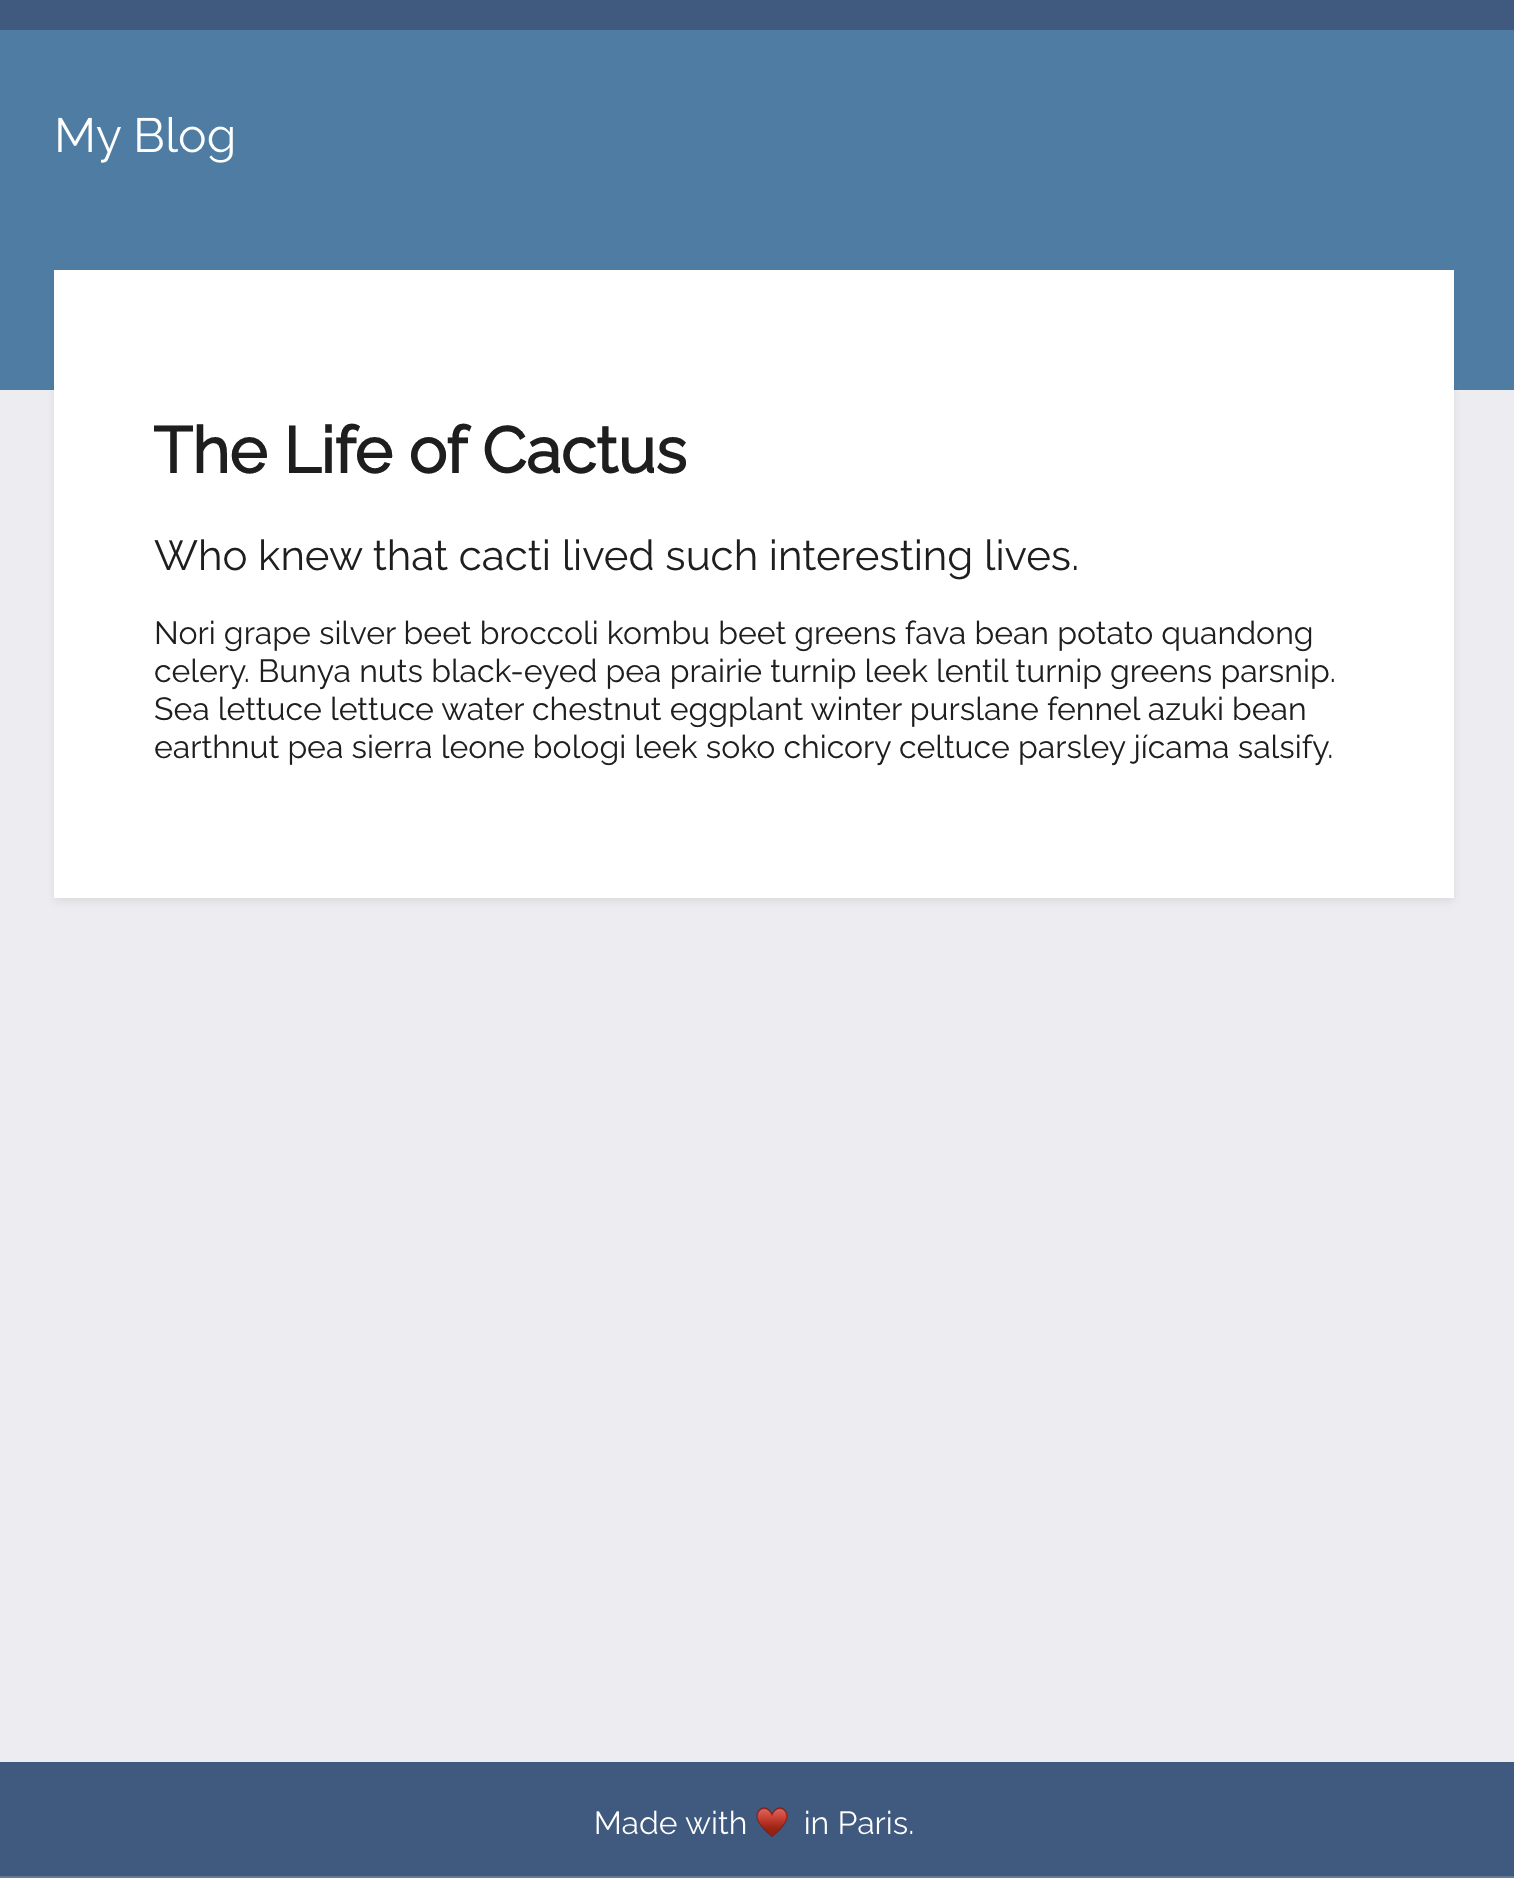 My Blog
The Life of Cactus
Who knew that cacti lived such interesting lives.
Nori grape silver beet broccoli kombu beet greens fava bean potato quandong
celery. Bunya nuts black-eyed pea prairie turnip leek lentil turnip greens parsnip.
Sea lettuce lettuce water chestnut eggplant winter purslane fennel azuki bean
earthnut pea sierra leone bologi leek soko chicory celtuce parsley jícama salsify.
Made with ♥️ in Paris.